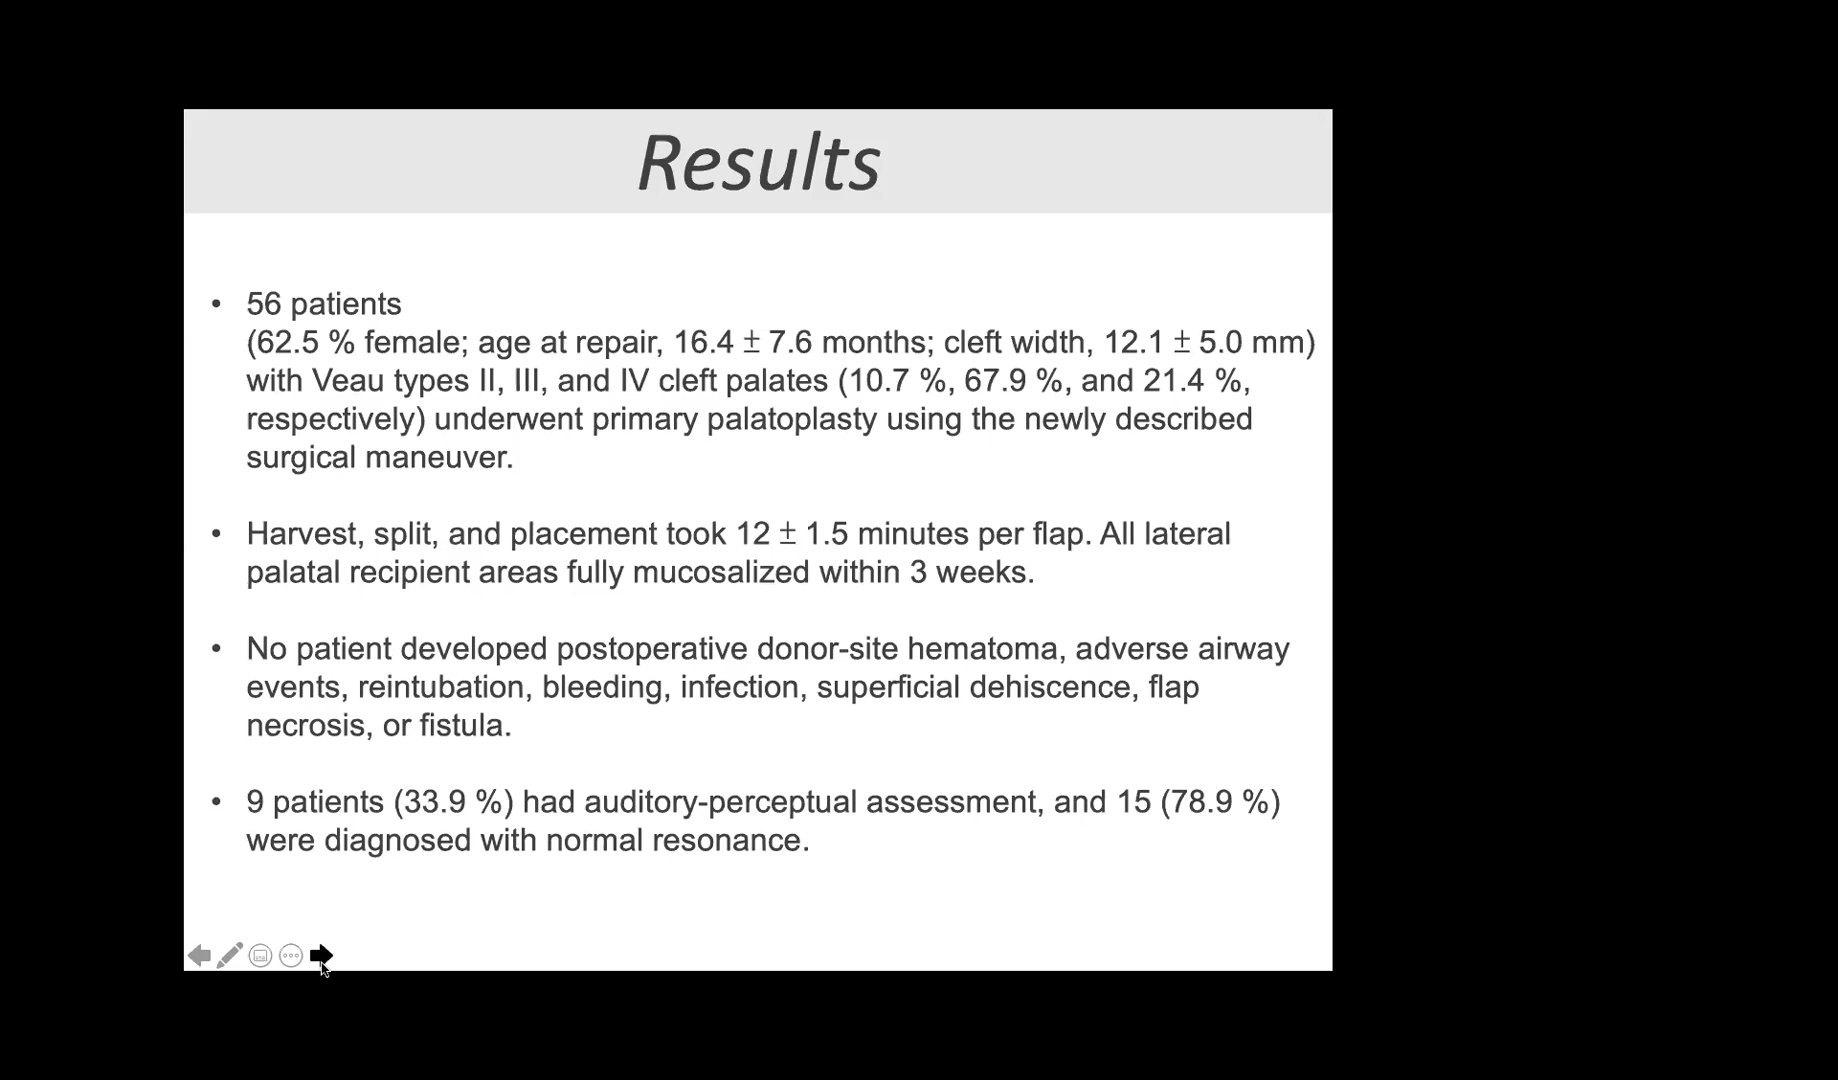 Results
• 56 patients
(62.5 % female; age at repair, 16.4 ± 7.6 months; cleft width, 12.1 ± 5.0 mm)
with Veau types II, III, and IV cleft palates (10.7 %, 67.9 %, and 21.4 %,
respectively) underwent primary palatoplasty using the newly described
surgical maneuver.
• Harvest, split, and placement took 12 ± 1.5 minutes per flap. All lateral
palatal recipient areas fully mucosalized within 3 weeks.
• No patient developed postoperative donor-site hematoma, adverse airway
events, reintubation, bleeding, infection, superficial dehiscence, flap
necrosis, or fistula.
• 9 patients (33.9 %) had auditory-perceptual assessment, and 15 (78.9 %)
were diagnosed with normal resonance.